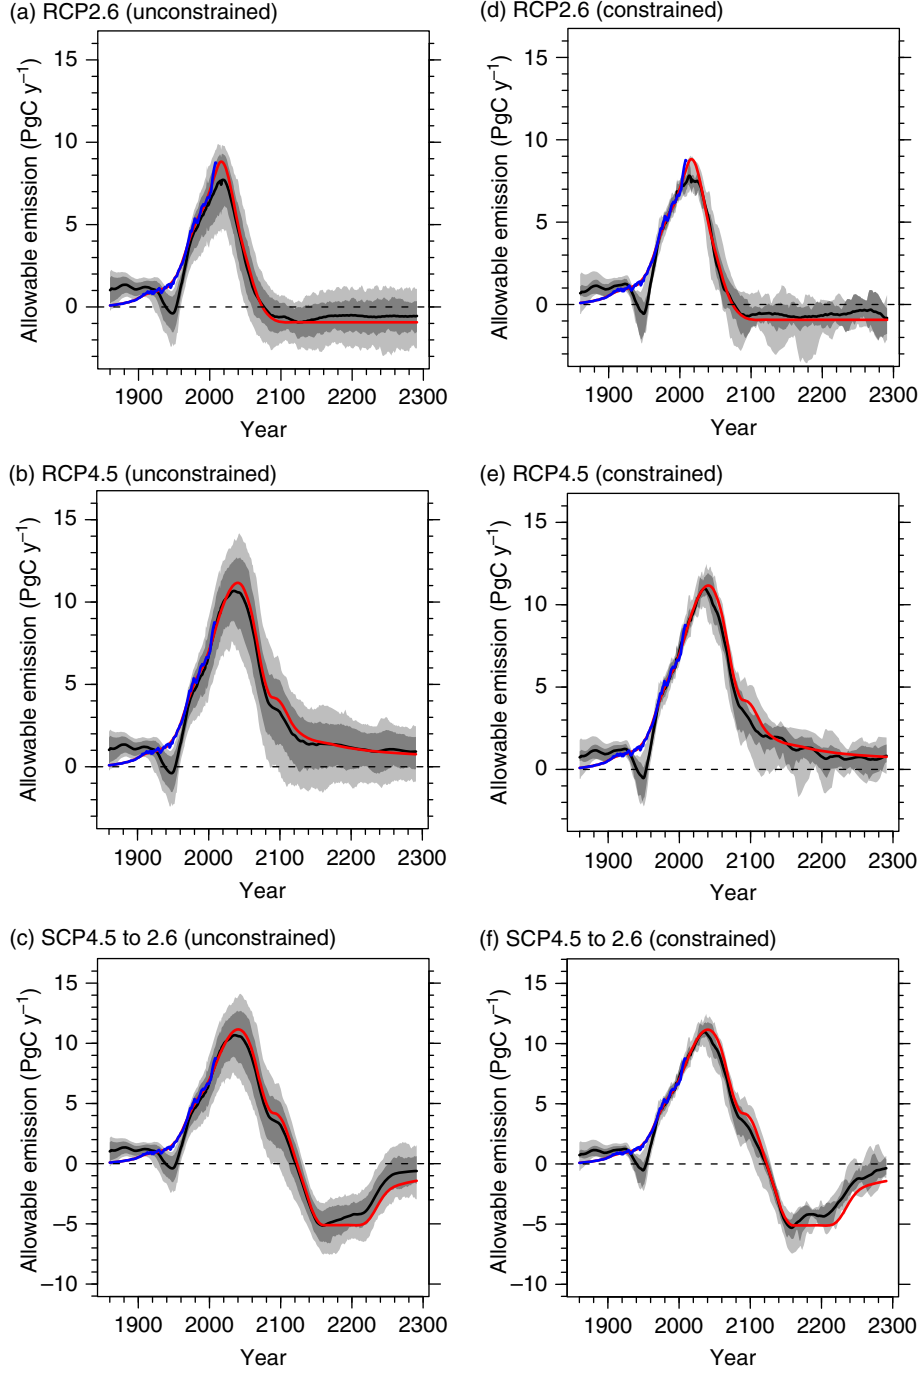 (a) RCP2.6 (unconstrained)
Allowable emission (PgC y⁻¹)
15
10
5
0
1900 2000 2100 2200 2300
Year
(d) RCP2.6 (constrained)
Allowable emission (PgC y⁻¹)
15
10
5
0
1900 2000 2100 2200 2300
Year
(b) RCP4.5 (unconstrained)
Allowable emission (PgC y⁻¹)
15
10
5
0
1900 2000 2100 2200 2300
Year
(e) RCP4.5 (constrained)
Allowable emission (PgC y⁻¹)
15
10
5
0
1900 2000 2100 2200 2300
Year
(c) SCP4.5 to 2.6 (unconstrained)
Allowable emission (PgC y⁻¹)
15
10
5
0
−5
−10
1900 2000 2100 2200 2300
Year
(f) SCP4.5 to 2.6 (constrained)
Allowable emission (PgC y⁻¹)
15
10
5
0
−5
−10
1900 2000 2100 2200 2300
Year